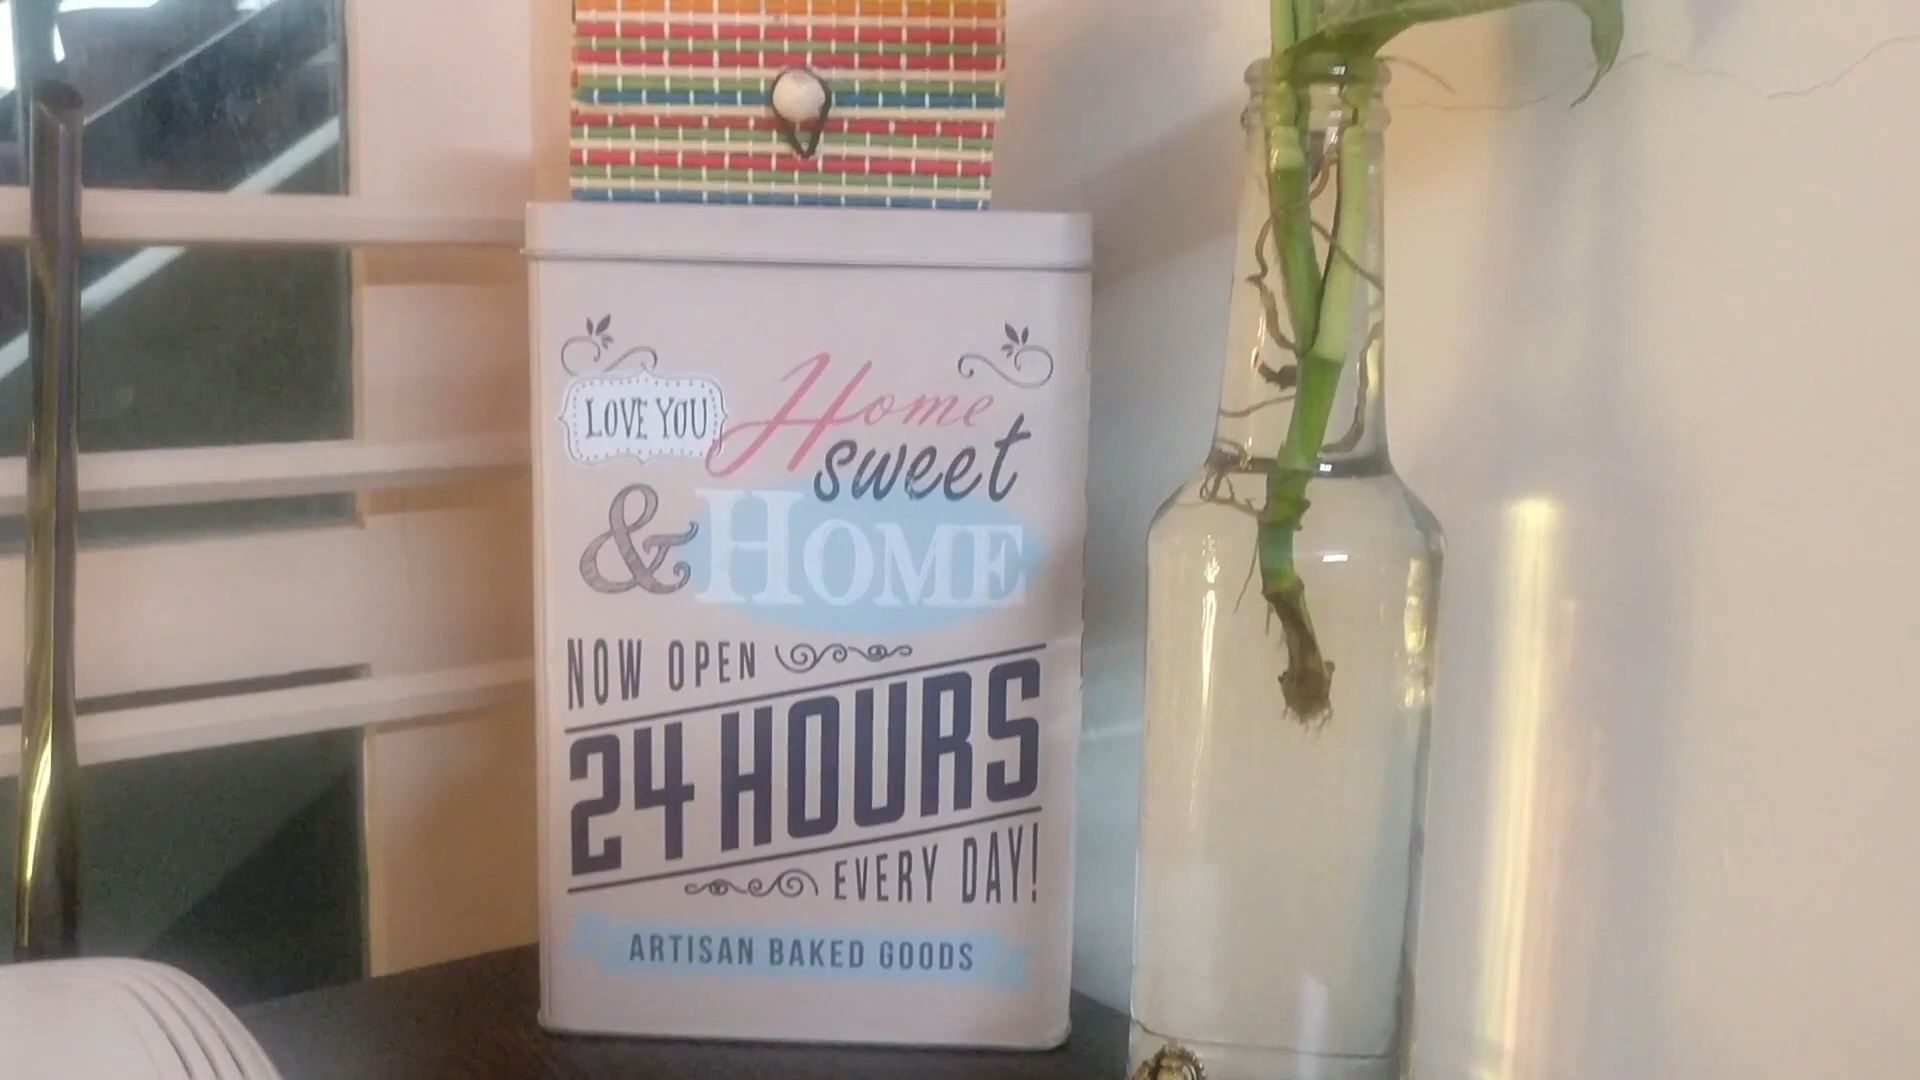 LOVE YOU
Home
sweet
& HOME
NOW OPEN
24 HOURS
EVERY DAY!
ARTISAN BAKED GOODS